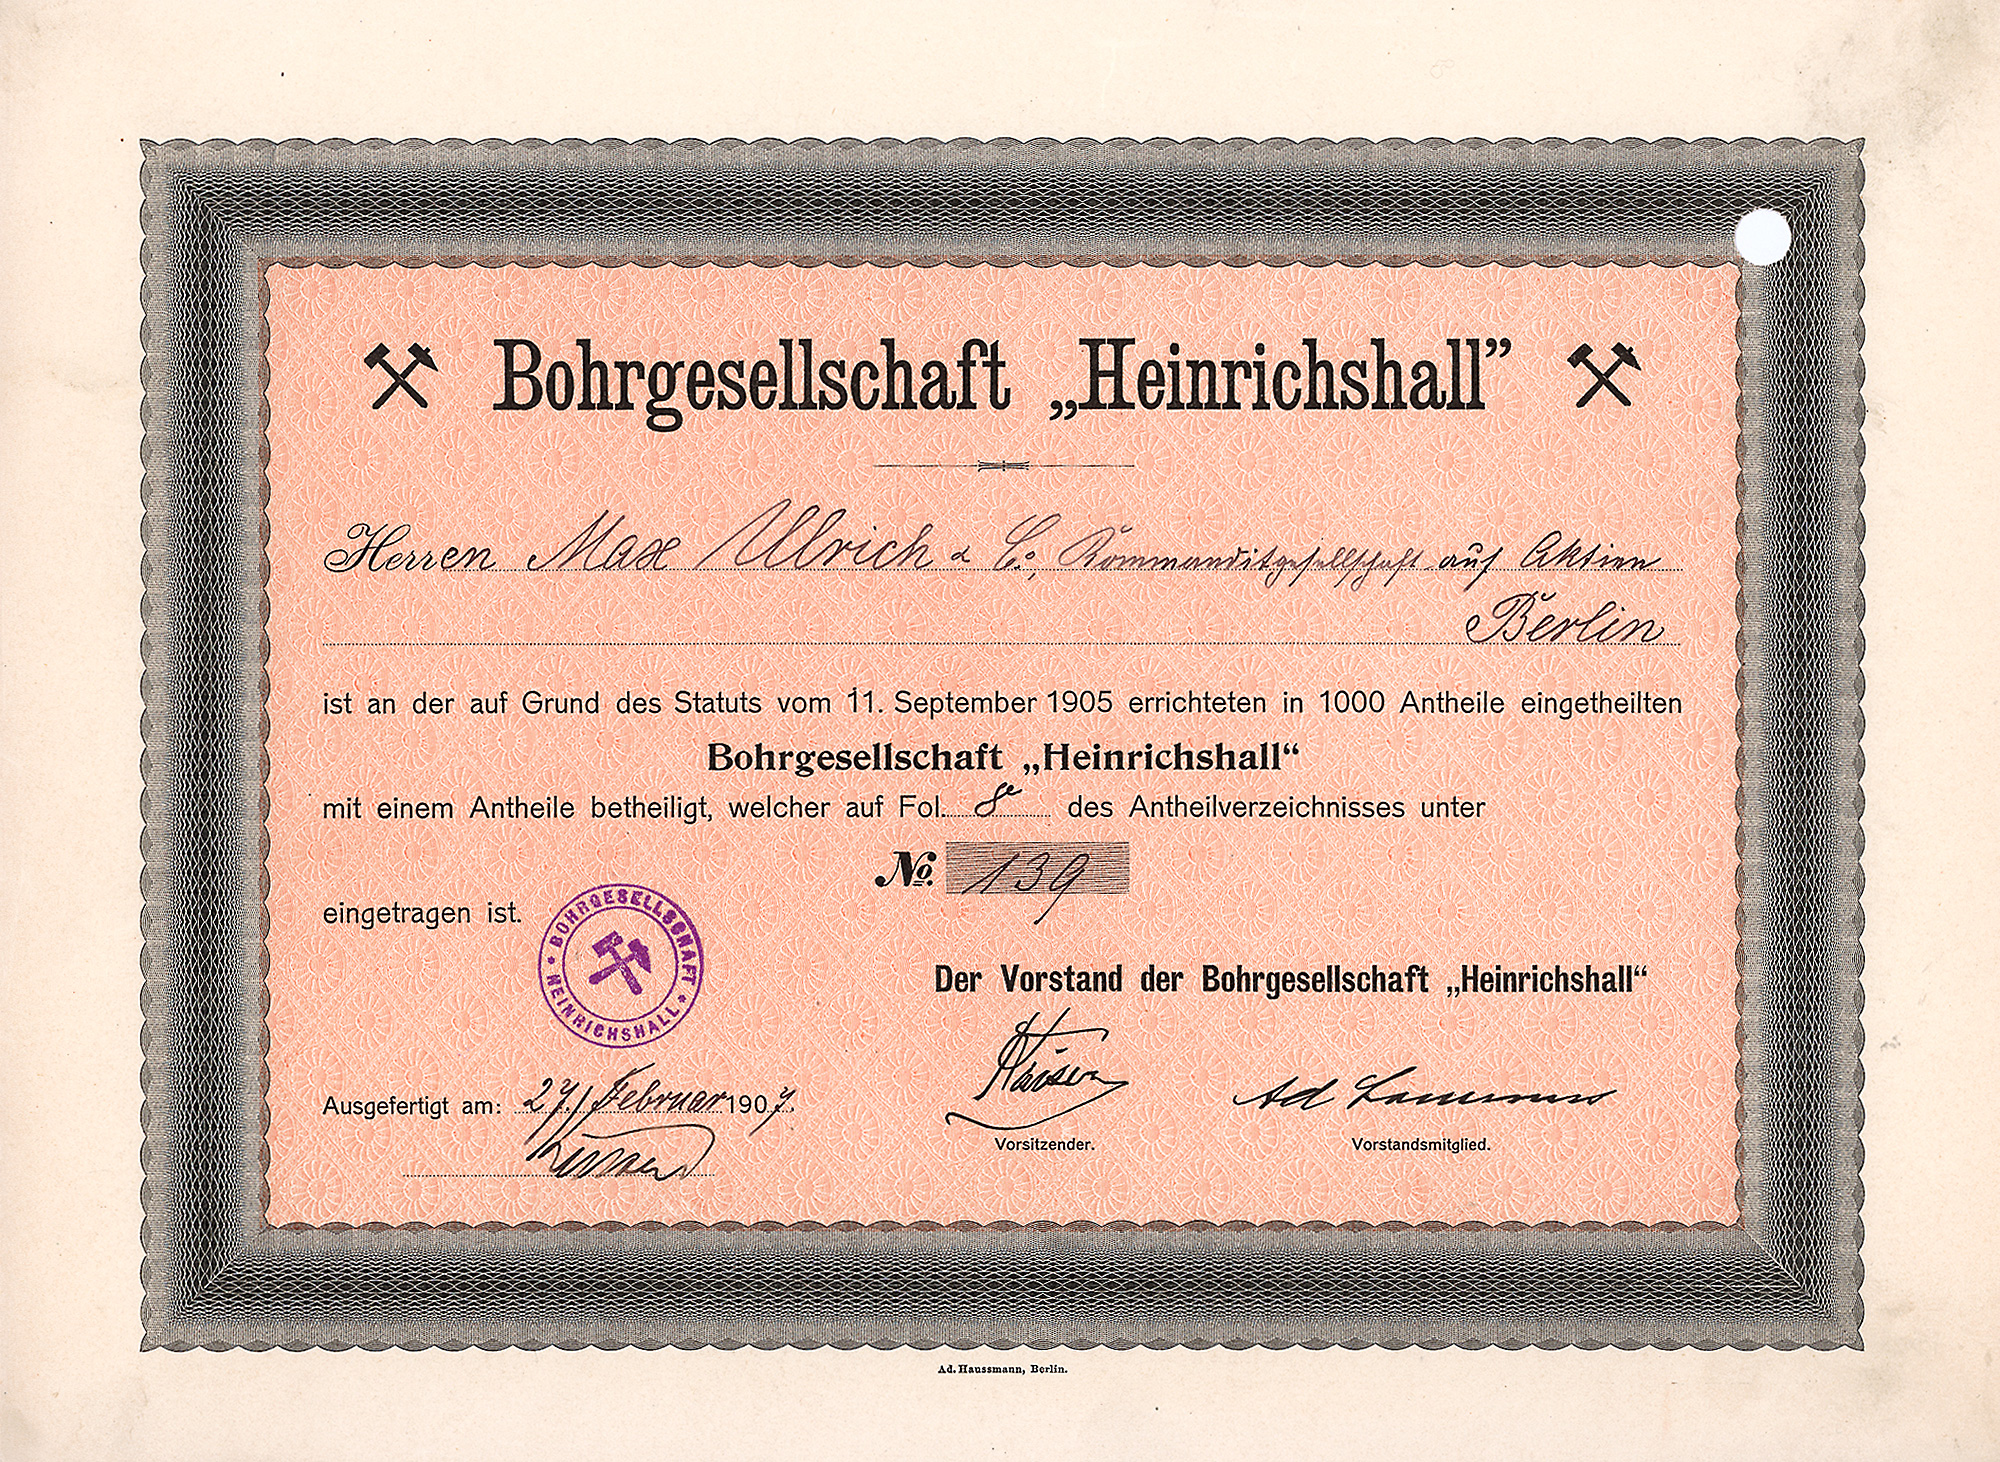 Bohrgesellschaft „Heinrichshall”
Herren Max Ulrich & Co, Kommanditgesellschaft auf Aktien
Berlin
ist an der auf Grund des Statuts vom 11. September 1905 errichteten in 1000 Antheile eingetheilten
Bohrgesellschaft „Heinrichshall“
mit einem Antheile betheiligt, welcher auf Fol. 8 des Antheilverzeichnisses unter
No. 139
eingetragen ist.
BOHRGESELLSCHAFT
HEINRICHSHALL
Der Vorstand der Bohrgesellschaft „Heinrichshall“
Ausgefertigt am: 27. Februar 1907.
Vorsitzender.
Ad
Vorstandsmitglied.
Ad. Haussmann, Berlin.